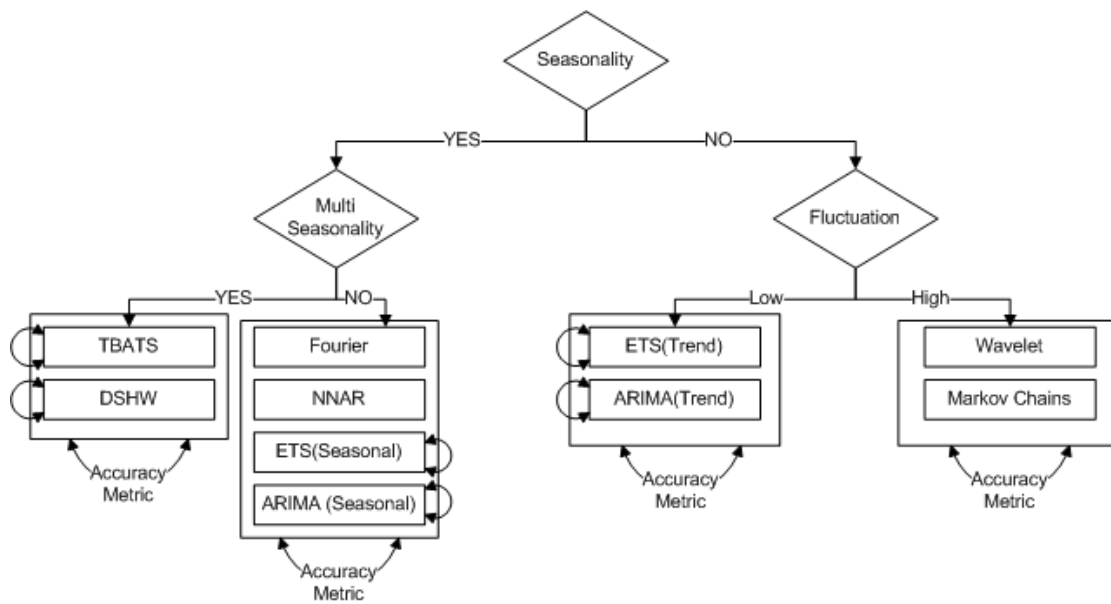 Seasonality
YES
NO
Multi
Seasonality
Fluctuation
YES
NO
Low
High
TBATS
DSHW
Accuracy
Metric
Fourier
NNAR
ETS(Seasonal)
ARIMA (Seasonal)
Accuracy
Metric
ETS(Trend)
ARIMA(Trend)
Accuracy
Metric
Wavelet
Markov Chains
Accuracy
Metric